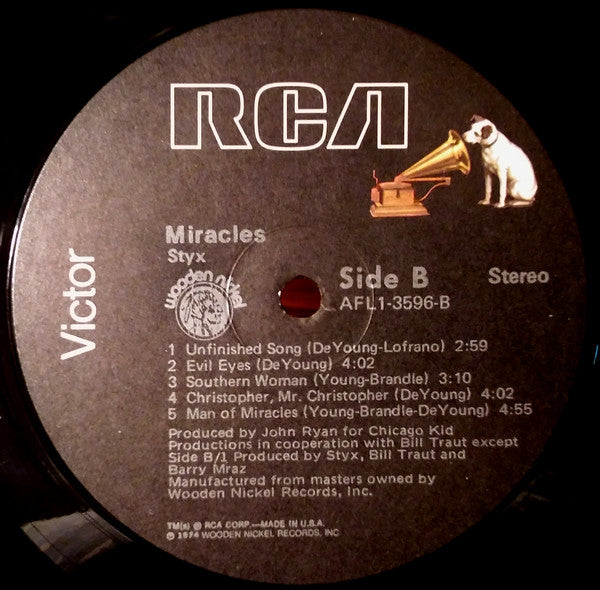 RCA
Victor
Miracles
Styx
wooden nickel
Side B
Stereo
AFL1-3596-B
1 Unfinished Song (DeYoung-Lofrano) 2:59
2 Evil Eyes (DeYoung) 4:02
3 Southern Woman (Young-Brandle) 3:10
4 Christopher, Mr. Christopher (DeYoung) 4:02
5 Man of Miracles (Young-Brandle-DeYoung) 4:55
Produced by John Ryan for Chicago Kid
Productions in cooperation with Bill Traut except
Side B/1 Produced by Styx, Bill Traut and
Barry Mraz
Manufactured from masters owned by
Wooden Nickel Records, Inc.
TM(s) ® RCA CORP.—MADE IN U.S.A.
℗ 1974 WOODEN NICKEL RECORDS, INC